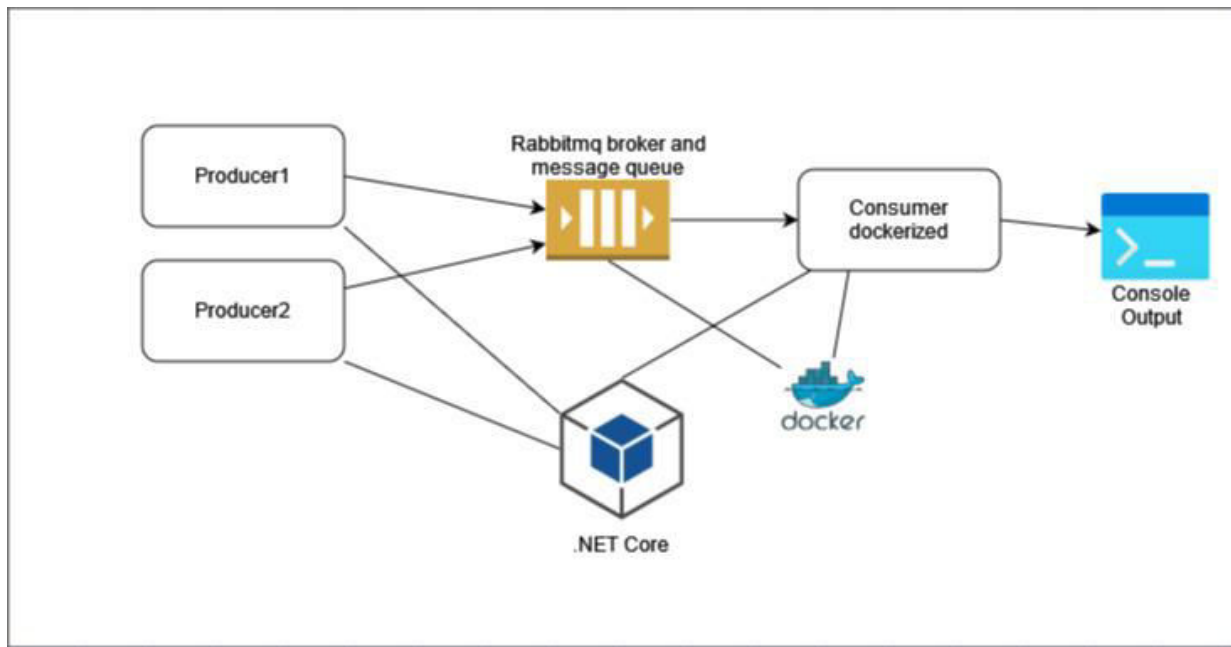 Producer1
Producer2
Rabbitmq broker and
message queue
Consumer
dockerized
Console
Output
docker
.NET Core